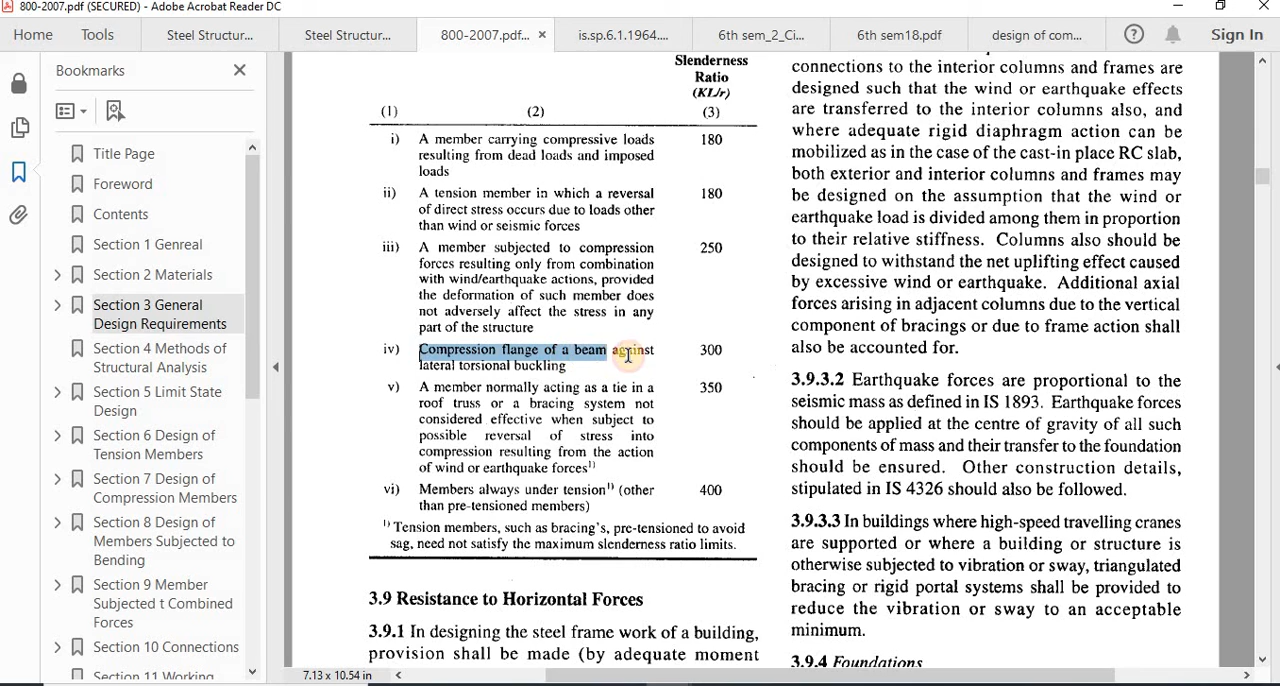 800-2007.pdf (SECURED) - Adobe Acrobat Reader DC
Home Tools Steel Structur... Steel Structur... 800-2007.pdf... is.sp.6.1.1964.... 6th sem_2_Ci... 6th sem18.pdf design of com... Sign In
Bookmarks
Title Page
Foreword
Contents
Section 1 Genreal
Section 2 Materials
Section 3 General
Design Requirements
Section 4 Methods of
Structural Analysis
Section 5 Limit State
Design
Section 6 Design of
Tension Members
Section 7 Design of
Compression Members
Section 8 Design of
Members Subjected to
Bending
Section 9 Member
Subjected t Combined
Forces
Section 10 Connections
Section 11 Working
Slenderness
Ratio
(KL/r)
(1) (2) (3)
i) A member carrying compressive loads 180
resulting from dead loads and imposed
loads
ii) A tension member in which a reversal 180
of direct stress occurs due to loads other
than wind or seismic forces
iii) A member subjected to compression 250
forces resulting only from combination
with wind/earthquake actions, provided
the deformation of such member does
not adversely affect the stress in any
part of the structure
iv) Compression flange of a beam against 300
lateral torsional buckling
v) A member normally acting as a tie in a 350
roof truss or a bracing system not
considered effective when subject to
possible reversal of stress into
compression resulting from the action
of wind or earthquake forces¹⁾
vi) Members always under tension¹⁾ (other 400
than pre-tensioned members)
¹⁾ Tension members, such as bracing's, pre-tensioned to avoid
sag, need not satisfy the maximum slenderness ratio limits.
3.9 Resistance to Horizontal Forces
3.9.1 In designing the steel frame work of a building,
provision shall be made (by adequate moment
connections to the interior columns and frames are
designed such that the wind or earthquake effects
are transferred to the interior columns also, and
where adequate rigid diaphragm action can be
mobilized as in the case of the cast-in place RC slab,
both exterior and interior columns and frames may
be designed on the assumption that the wind or
earthquake load is divided among them in proportion
to their relative stiffness. Columns also should be
designed to withstand the net uplifting effect caused
by excessive wind or earthquake. Additional axial
forces arising in adjacent columns due to the vertical
component of bracings or due to frame action shall
also be accounted for.
3.9.3.2 Earthquake forces are proportional to the
seismic mass as defined in IS 1893. Earthquake forces
should be applied at the centre of gravity of all such
components of mass and their transfer to the foundation
should be ensured. Other construction details,
stipulated in IS 4326 should also be followed.
3.9.3.3 In buildings where high-speed travelling cranes
are supported or where a building or structure is
otherwise subjected to vibration or sway, triangulated
bracing or rigid portal systems shall be provided to
reduce the vibration or sway to an acceptable
minimum.
3.9.4 Foundations
7.13 x 10.54 in